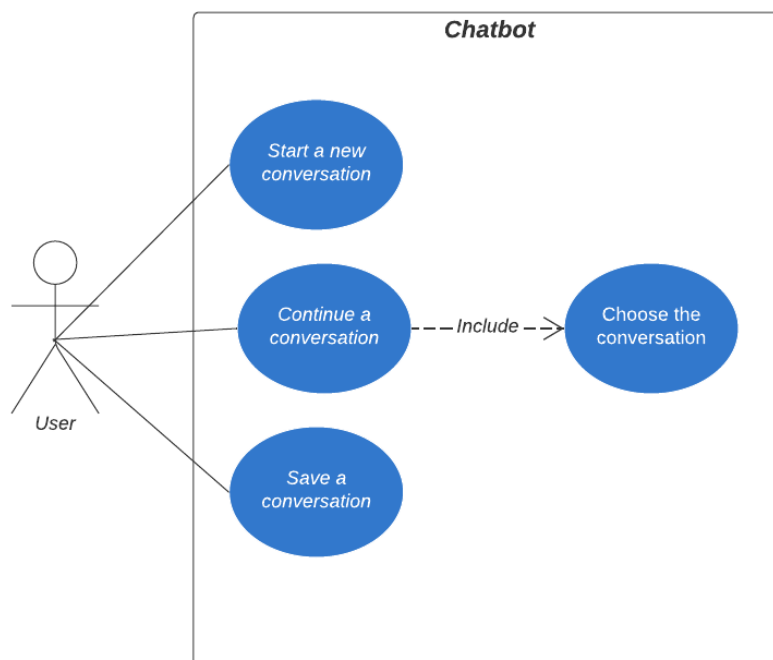 Chatbot
Start a new
conversation
Continue a
conversation
Include
Choose the
conversation
User
Save a
conversation